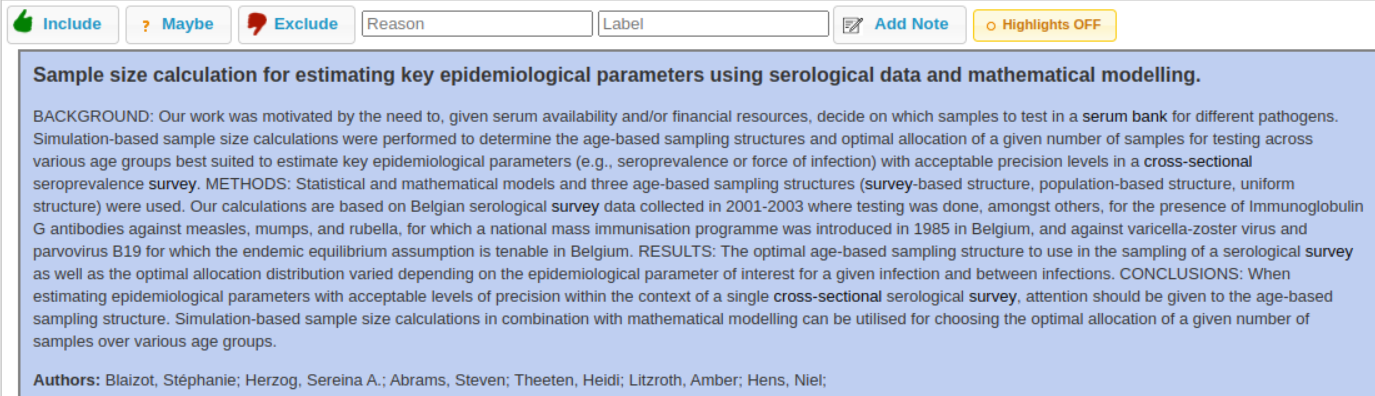 Include ? Maybe Exclude Reason Label Add Note Highlights OFF
Sample size calculation for estimating key epidemiological parameters using serological data and mathematical modelling.
BACKGROUND: Our work was motivated by the need to, given serum availability and/or financial resources, decide on which samples to test in a serum bank for different pathogens.
Simulation-based sample size calculations were performed to determine the age-based sampling structures and optimal allocation of a given number of samples for testing across
various age groups best suited to estimate key epidemiological parameters (e.g., seroprevalence or force of infection) with acceptable precision levels in a cross-sectional
seroprevalence survey. METHODS: Statistical and mathematical models and three age-based sampling structures (survey-based structure, population-based structure, uniform
structure) were used. Our calculations are based on Belgian serological survey data collected in 2001-2003 where testing was done, amongst others, for the presence of Immunoglobulin
G antibodies against measles, mumps, and rubella, for which a national mass immunisation programme was introduced in 1985 in Belgium, and against varicella-zoster virus and
parvovirus B19 for which the endemic equilibrium assumption is tenable in Belgium. RESULTS: The optimal age-based sampling structure to use in the sampling of a serological survey
as well as the optimal allocation distribution varied depending on the epidemiological parameter of interest for a given infection and between infections. CONCLUSIONS: When
estimating epidemiological parameters with acceptable levels of precision within the context of a single cross-sectional serological survey, attention should be given to the age-based
sampling structure. Simulation-based sample size calculations in combination with mathematical modelling can be utilised for choosing the optimal allocation of a given number of
samples over various age groups.
Authors: Blaizot, Stéphanie; Herzog, Sereina A.; Abrams, Steven; Theeten, Heidi; Litzroth, Amber; Hens, Niel;